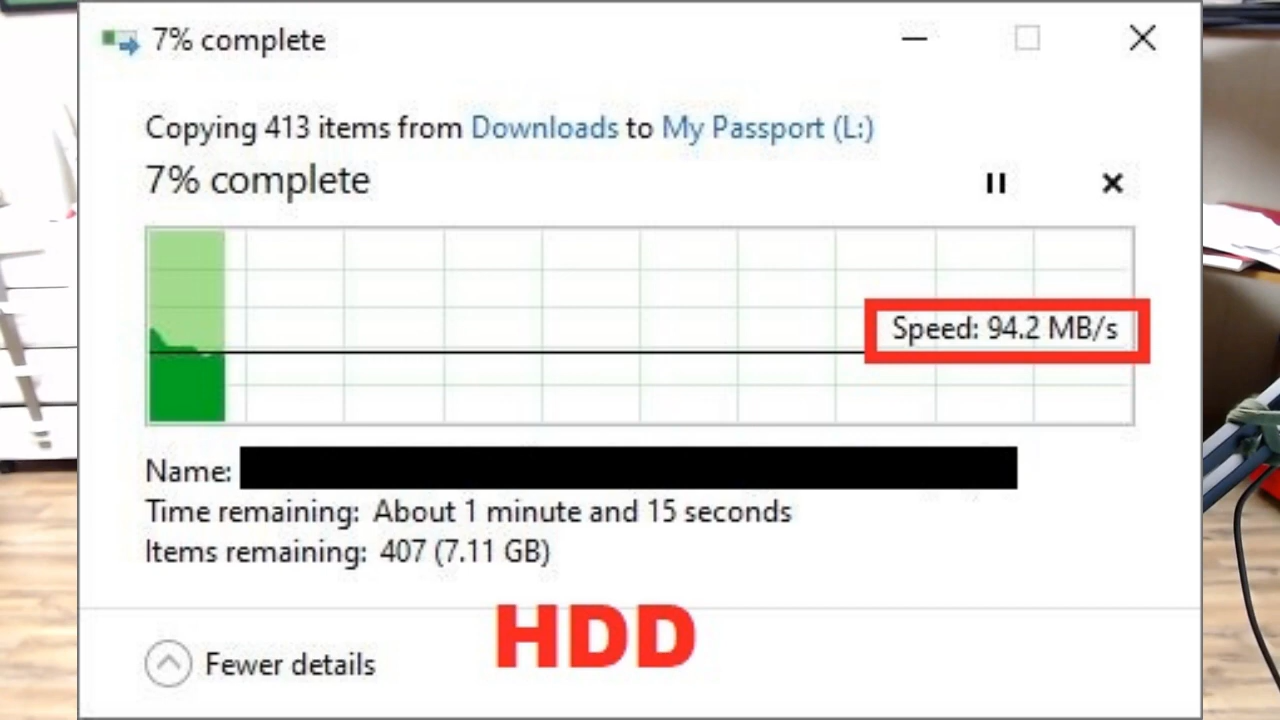 7% complete
Copying 413 items from Downloads to My Passport (L:)
7% complete
Speed: 94.2 MB/s
Name:
Time remaining: About 1 minute and 15 seconds
Items remaining: 407 (7.11 GB)
HDD
Fewer details